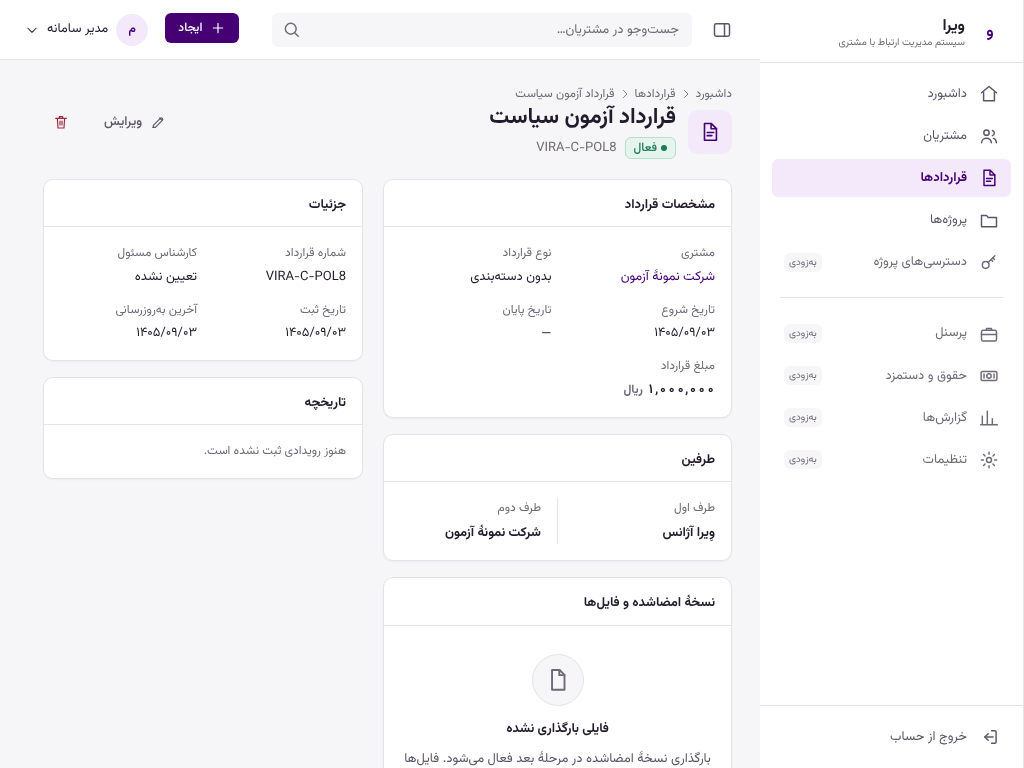 و
ویرا
سیستم مدیریت ارتباط با مشتری
داشبورد
مشتریان
قراردادها
پروژه‌ها
دسترسی‌های پروژه به‌زودی
پرسنل به‌زودی
حقوق و دستمزد به‌زودی
گزارش‌ها به‌زودی
تنظیمات به‌زودی
خروج از حساب
جست‌وجو در مشتریان...
ایجاد
م
مدیر سامانه
داشبورد
قراردادها
قرارداد آزمون سیاست
قرارداد آزمون سیاست
فعال VIRA-C-POL8
ویرایش
مشخصات قرارداد
مشتری
شرکت نمونهٔ آزمون
نوع قرارداد
بدون دسته‌بندی
تاریخ شروع
۱۴۰۵/۰۹/۰۳
تاریخ پایان
—
مبلغ قرارداد
۱,۰۰۰,۰۰۰ ریال
طرفین
طرف اول
ویرا آژانس
طرف دوم
شرکت نمونهٔ آزمون
نسخهٔ امضاشده و فایل‌ها
فایلی بارگذاری نشده
بارگذاری نسخهٔ امضاشده در مرحلهٔ بعد فعال می‌شود. فایل‌ها
جزئیات
شماره قرارداد
VIRA-C-POL8
کارشناس مسئول
تعیین نشده
تاریخ ثبت
۱۴۰۵/۰۹/۰۳
آخرین به‌روزرسانی
۱۴۰۵/۰۹/۰۳
تاریخچه
هنوز رویدادی ثبت نشده است.